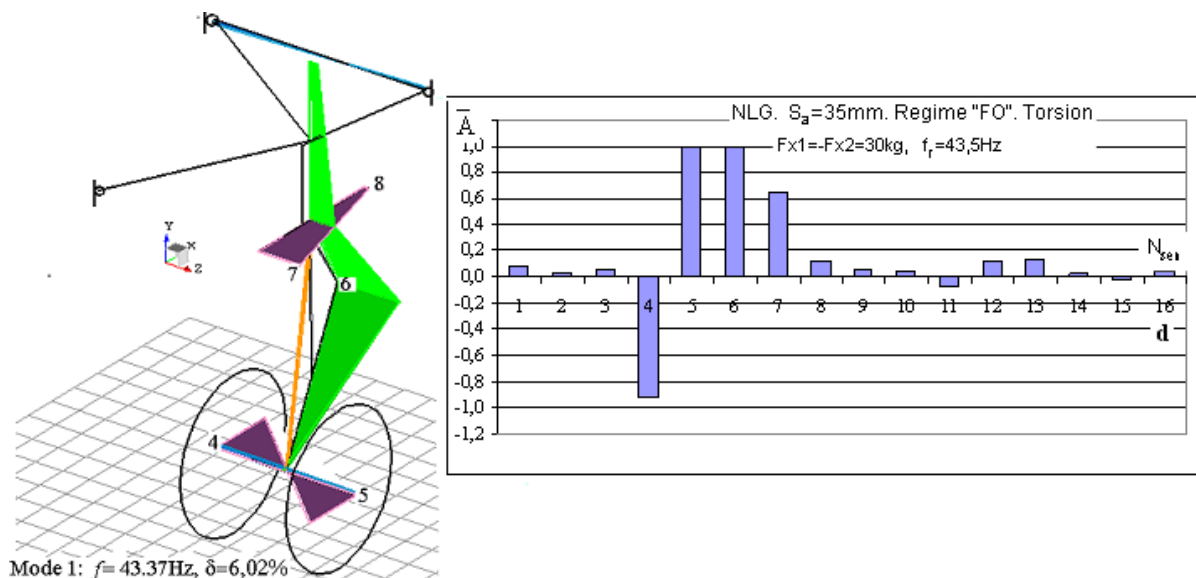 8
7
6
4
5
Y
X
Z
Mode 1: f= 43.37Hz, δ=6,02%
NLG. Sa=35mm. Regime "FO". Torsion
Fx1=-Fx2=30kg, fr=43,5Hz
A̅
1,0
0,8
0,6
0,4
0,2
0,0
-0,2
-0,4
-0,6
-0,8
-1,0
-1,2
Nsen
1 2 3 4 5 6 7 8 9 10 11 12 13 14 15 16
d